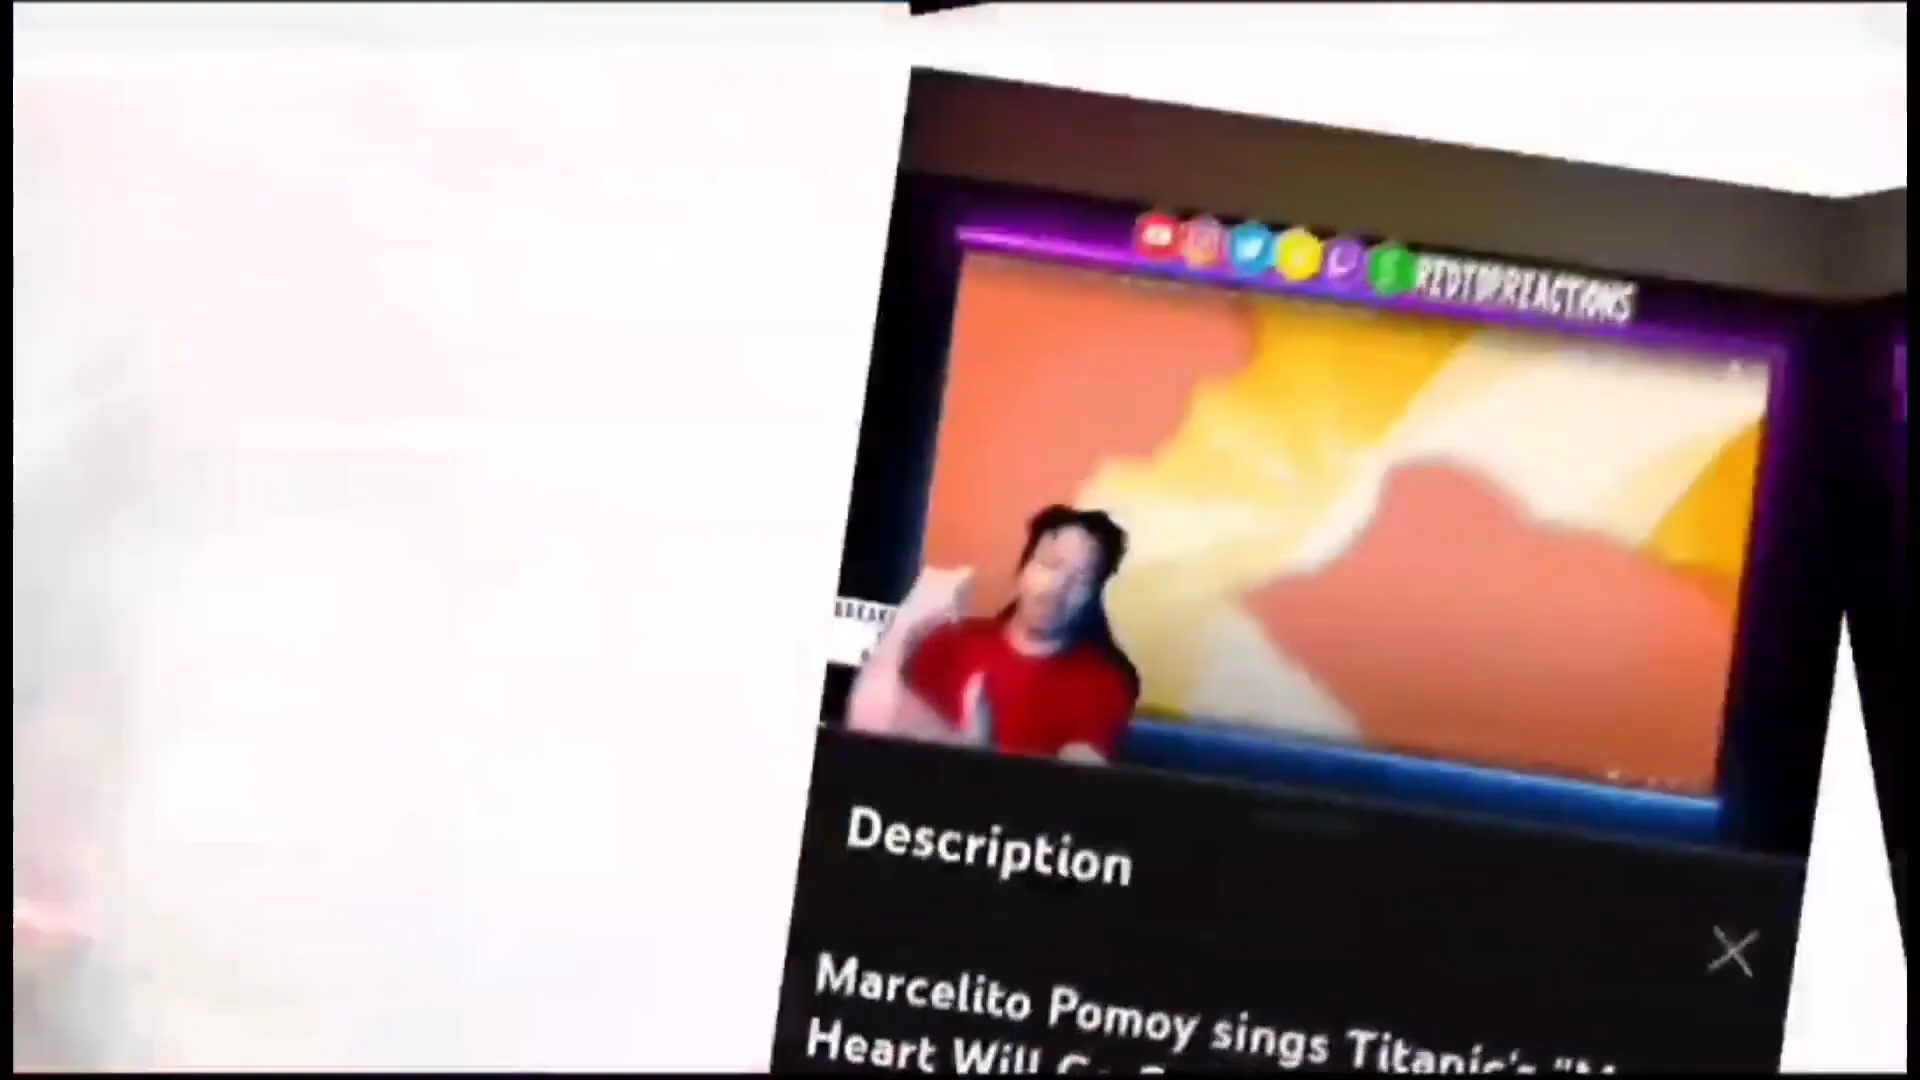 REDTOPREACTIONS
Description
Marcelito Pomoy sings Titanic's "M
Heart Will